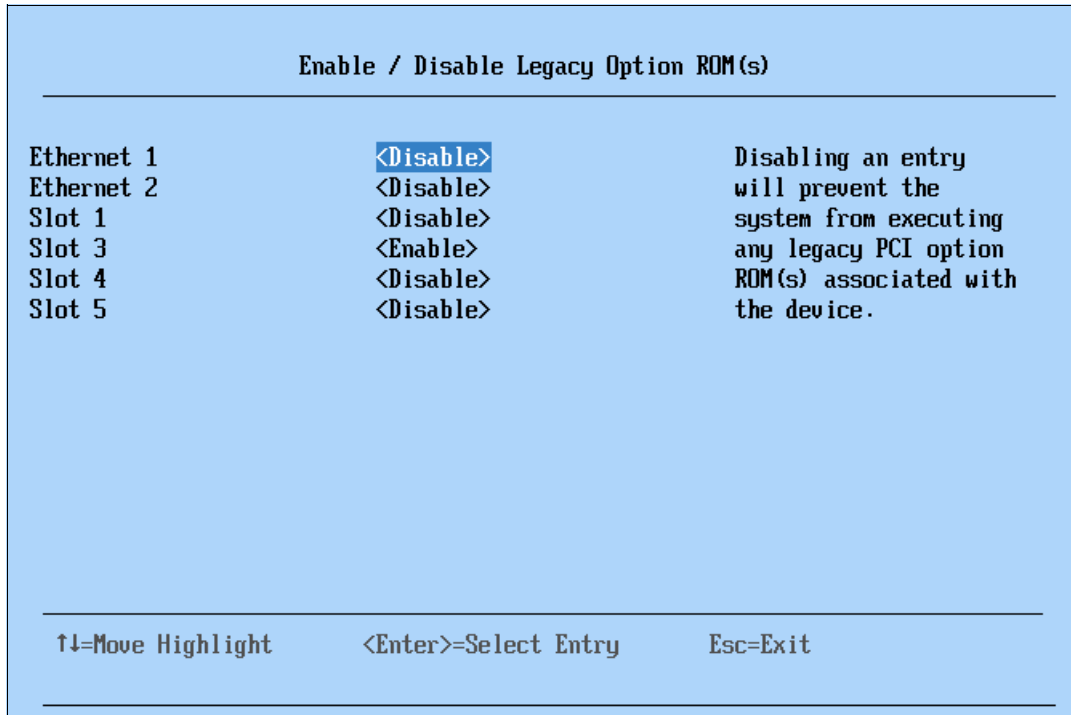 Enable / Disable Legacy Option ROM(s)
Ethernet 1 <Disable> Disabling an entry
Ethernet 2 <Disable> will prevent the
Slot 1 <Disable> system from executing
Slot 3 <Enable> any legacy PCI option
Slot 4 <Disable> ROM(s) associated with
Slot 5 <Disable> the device.
↑↓=Move Highlight <Enter>=Select Entry Esc=Exit